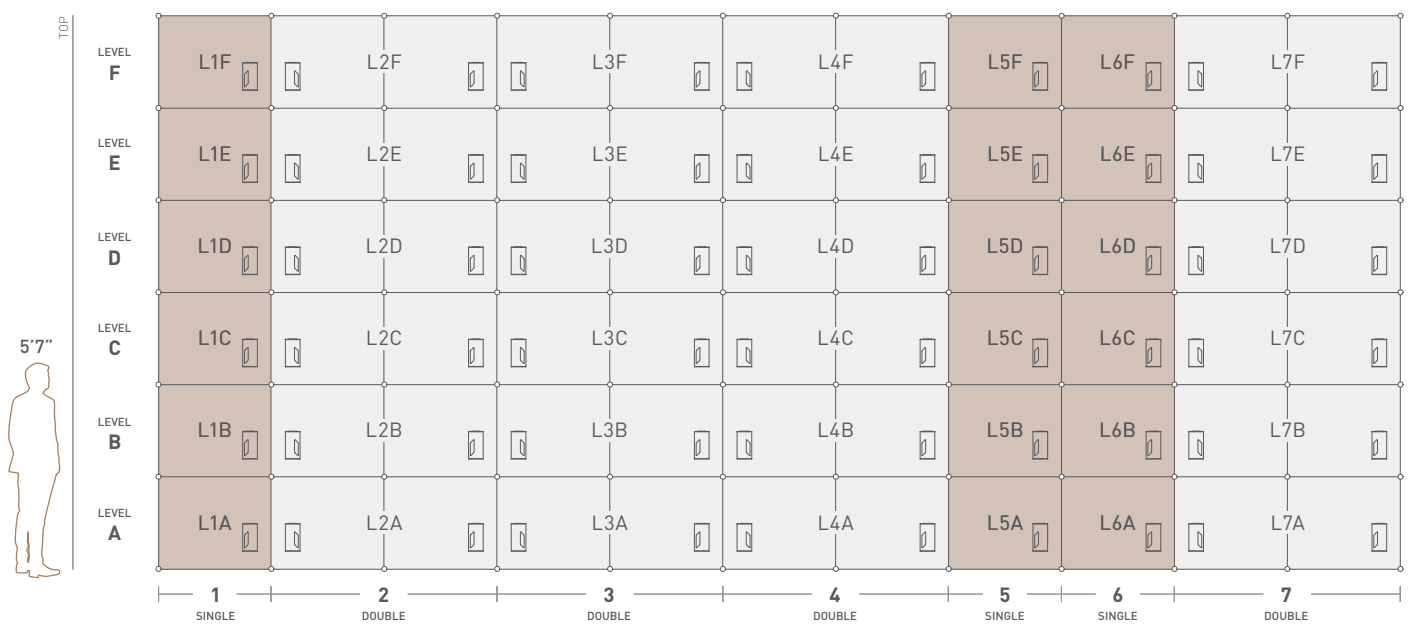 TOP
LEVEL
F
L1F L2F L3F L4F L5F L6F L7F
LEVEL
E
L1E L2E L3E L4E L5E L6E L7E
LEVEL
D
L1D L2D L3D L4D L5D L6D L7D
LEVEL
C
L1C L2C L3C L4C L5C L6C L7C
5'7”
LEVEL
B
L1B L2B L3B L4B L5B L6B L7B
LEVEL
A
L1A L2A L3A L4A L5A L6A L7A
1 2 3 4 5 6 7
SINGLE DOUBLE DOUBLE DOUBLE SINGLE SINGLE DOUBLE